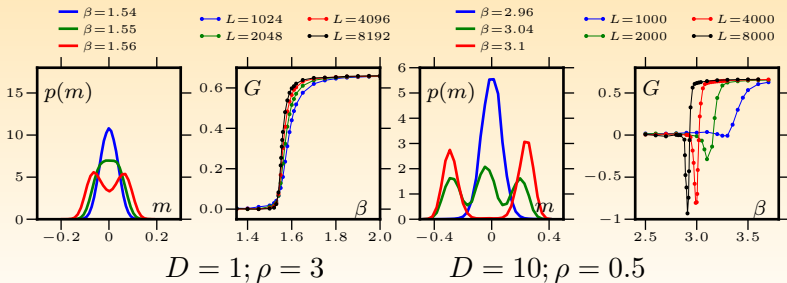 β=1.54
β=1.55
β=1.56
L=1024
L=2048
L=4096
L=8192
β=2.96
β=3.04
β=3.1
L=1000
L=2000
L=4000
L=8000
p(m)
15
10
5
0
−0.2
0
0.2
m
G
0.6
0.4
0.2
0.0
1.4
1.6
1.8
2.0
β
p(m)
6
5
4
3
2
1
0
−0.4
0
0.4
m
G
0.5
0
−0.5
−1
2.5
3.0
3.5
β
D = 1; ρ = 3
D = 10; ρ = 0.5